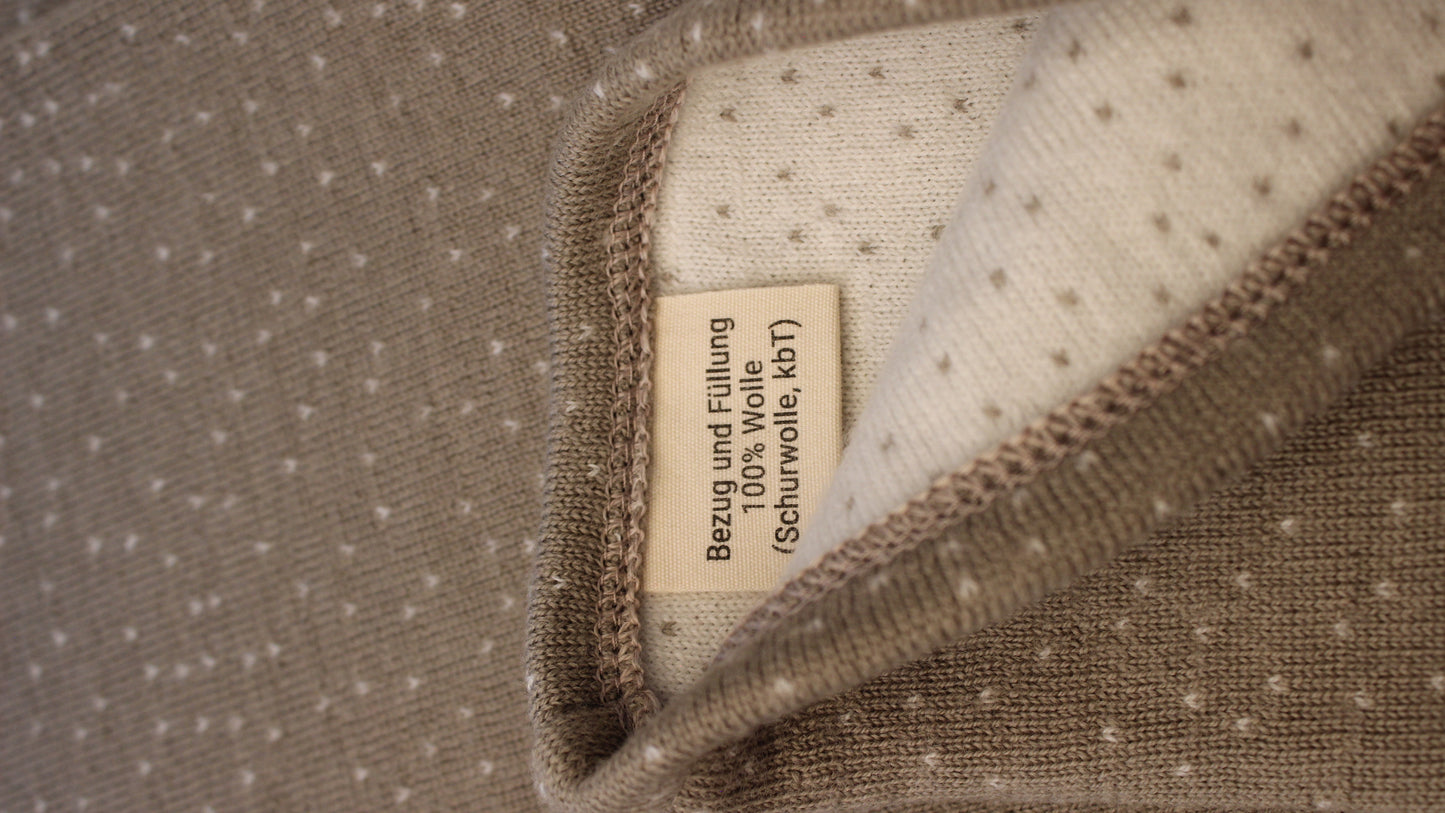 Bezug und Füllung
100% Wolle
(Schurwolle, kbT)